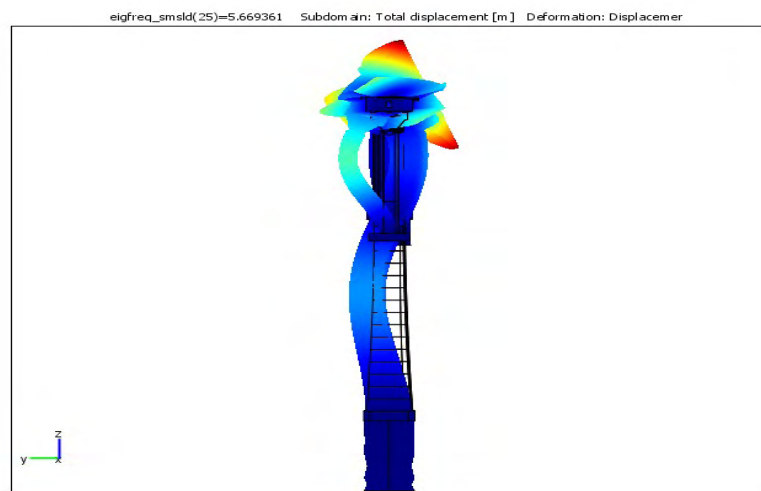 eigfreq_smsld(25)=5.669361 Subdomain: Total displacement [m] Deformation: Displacemer
z
y x